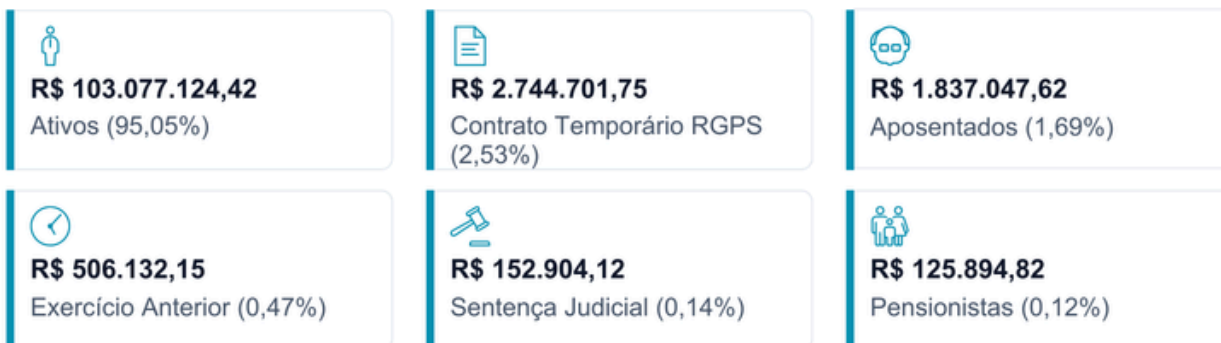 R$ 103.077.124,42
Ativos (95,05%)
R$ 2.744.701,75
Contrato Temporário RGPS
(2,53%)
R$ 1.837.047,62
Aposentados (1,69%)
R$ 506.132,15
Exercício Anterior (0,47%)
R$ 152.904,12
Sentença Judicial (0,14%)
R$ 125.894,82
Pensionistas (0,12%)